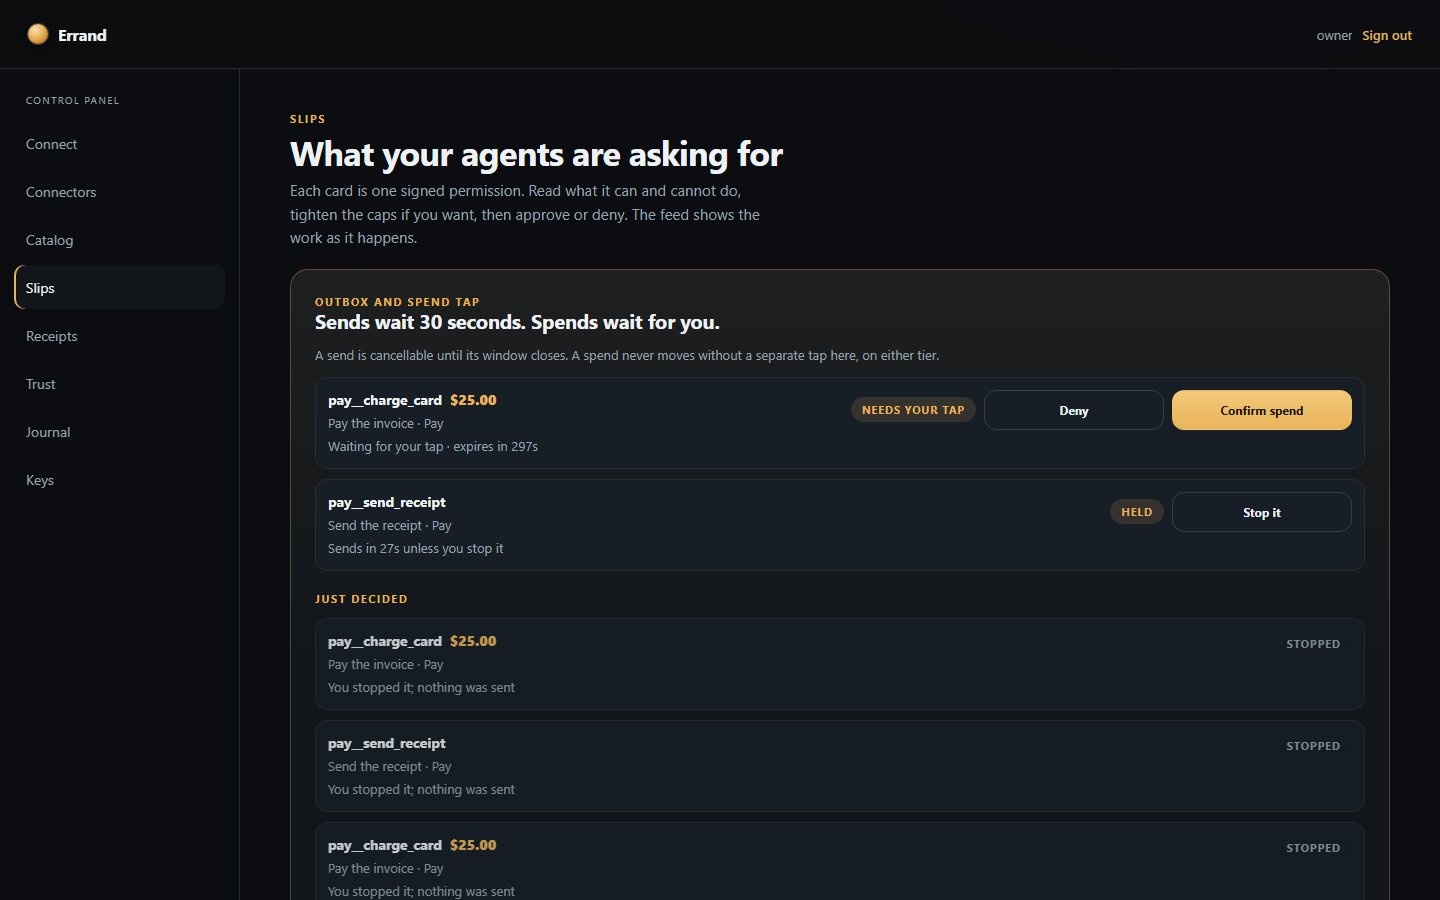 Errand
owner Sign out
CONTROL PANEL
Connect
Connectors
Catalog
Slips
Receipts
Trust
Journal
Keys
SLIPS
What your agents are asking for
Each card is one signed permission. Read what it can and cannot do,
tighten the caps if you want, then approve or deny. The feed shows the
work as it happens.
OUTBOX AND SPEND TAP
Sends wait 30 seconds. Spends wait for you.
A send is cancellable until its window closes. A spend never moves without a separate tap here, on either tier.
pay__charge_card $25.00
NEEDS YOUR TAP
Deny
Confirm spend
Pay the invoice · Pay
Waiting for your tap · expires in 297s
pay__send_receipt
HELD
Stop it
Send the receipt · Pay
Sends in 27s unless you stop it
JUST DECIDED
pay__charge_card $25.00
STOPPED
Pay the invoice · Pay
You stopped it; nothing was sent
pay__send_receipt
STOPPED
Send the receipt · Pay
You stopped it; nothing was sent
pay__charge_card $25.00
STOPPED
Pay the invoice · Pay
You stopped it; nothing was sent